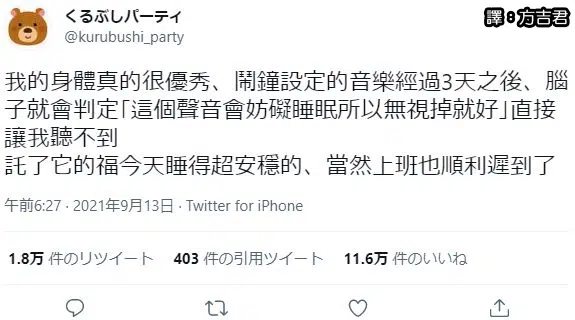 譯：方吉君
くるぶしパーティ
@kurubushi_party
我的身體真的很優秀、鬧鐘設定的音樂經過3天之後、腦
子就會判定｢這個聲音會妨礙睡眠所以無視掉就好｣直接
讓我聽不到
託了它的福今天睡得超安穩的、當然上班也順利遲到了
午前6:27 · 2021年9月13日 · Twitter for iPhone
1.8万 件のリツイート 403 件の引用ツイート 11.6万 件のいいね